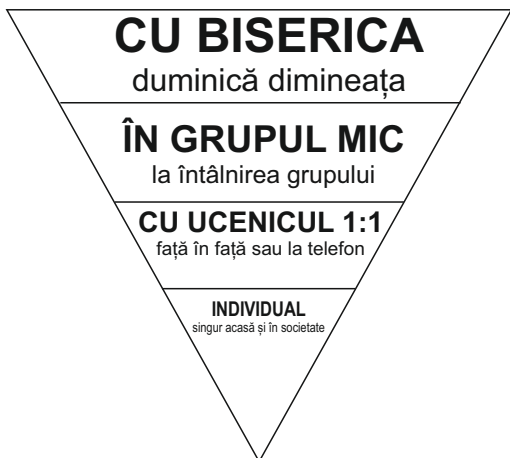 CU BISERICA
duminică dimineața
ÎN GRUPUL MIC
la întâlnirea grupului
CU UCENICUL 1:1
față în față sau la telefon
INDIVIDUAL
singur acasă și în societate